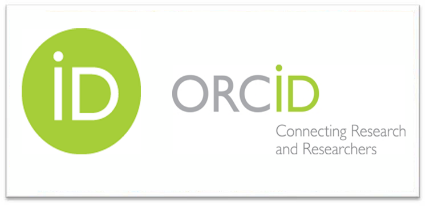 iD
ORCiD
Connecting Research
and Researchers